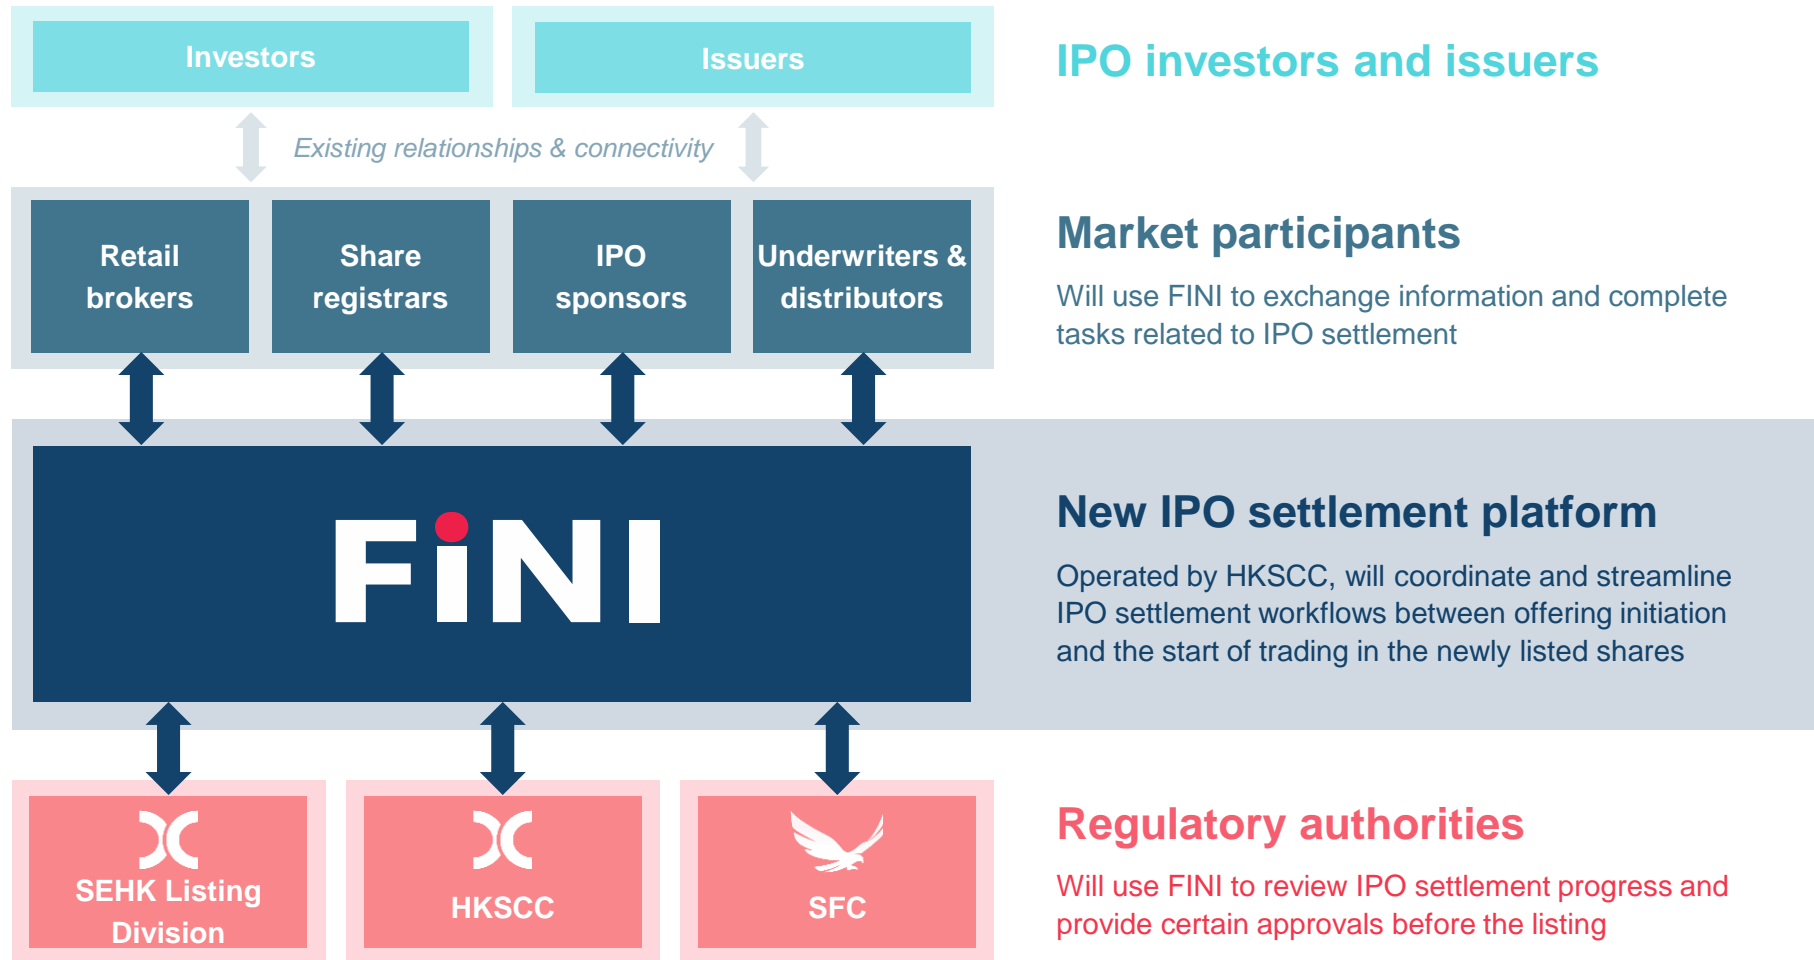 Investors
Issuers
IPO investors and issuers
Existing relationships & connectivity
Retail
brokers
Share
registrars
IPO
sponsors
Underwriters &
distributors
Market participants
Will use FINI to exchange information and complete
tasks related to IPO settlement
FiNI
New IPO settlement platform
Operated by HKSCC, will coordinate and streamline
IPO settlement workflows between offering initiation
and the start of trading in the newly listed shares
SEHK Listing
Division
HKSCC
SFC
Regulatory authorities
Will use FINI to review IPO settlement progress and
provide certain approvals before the listing